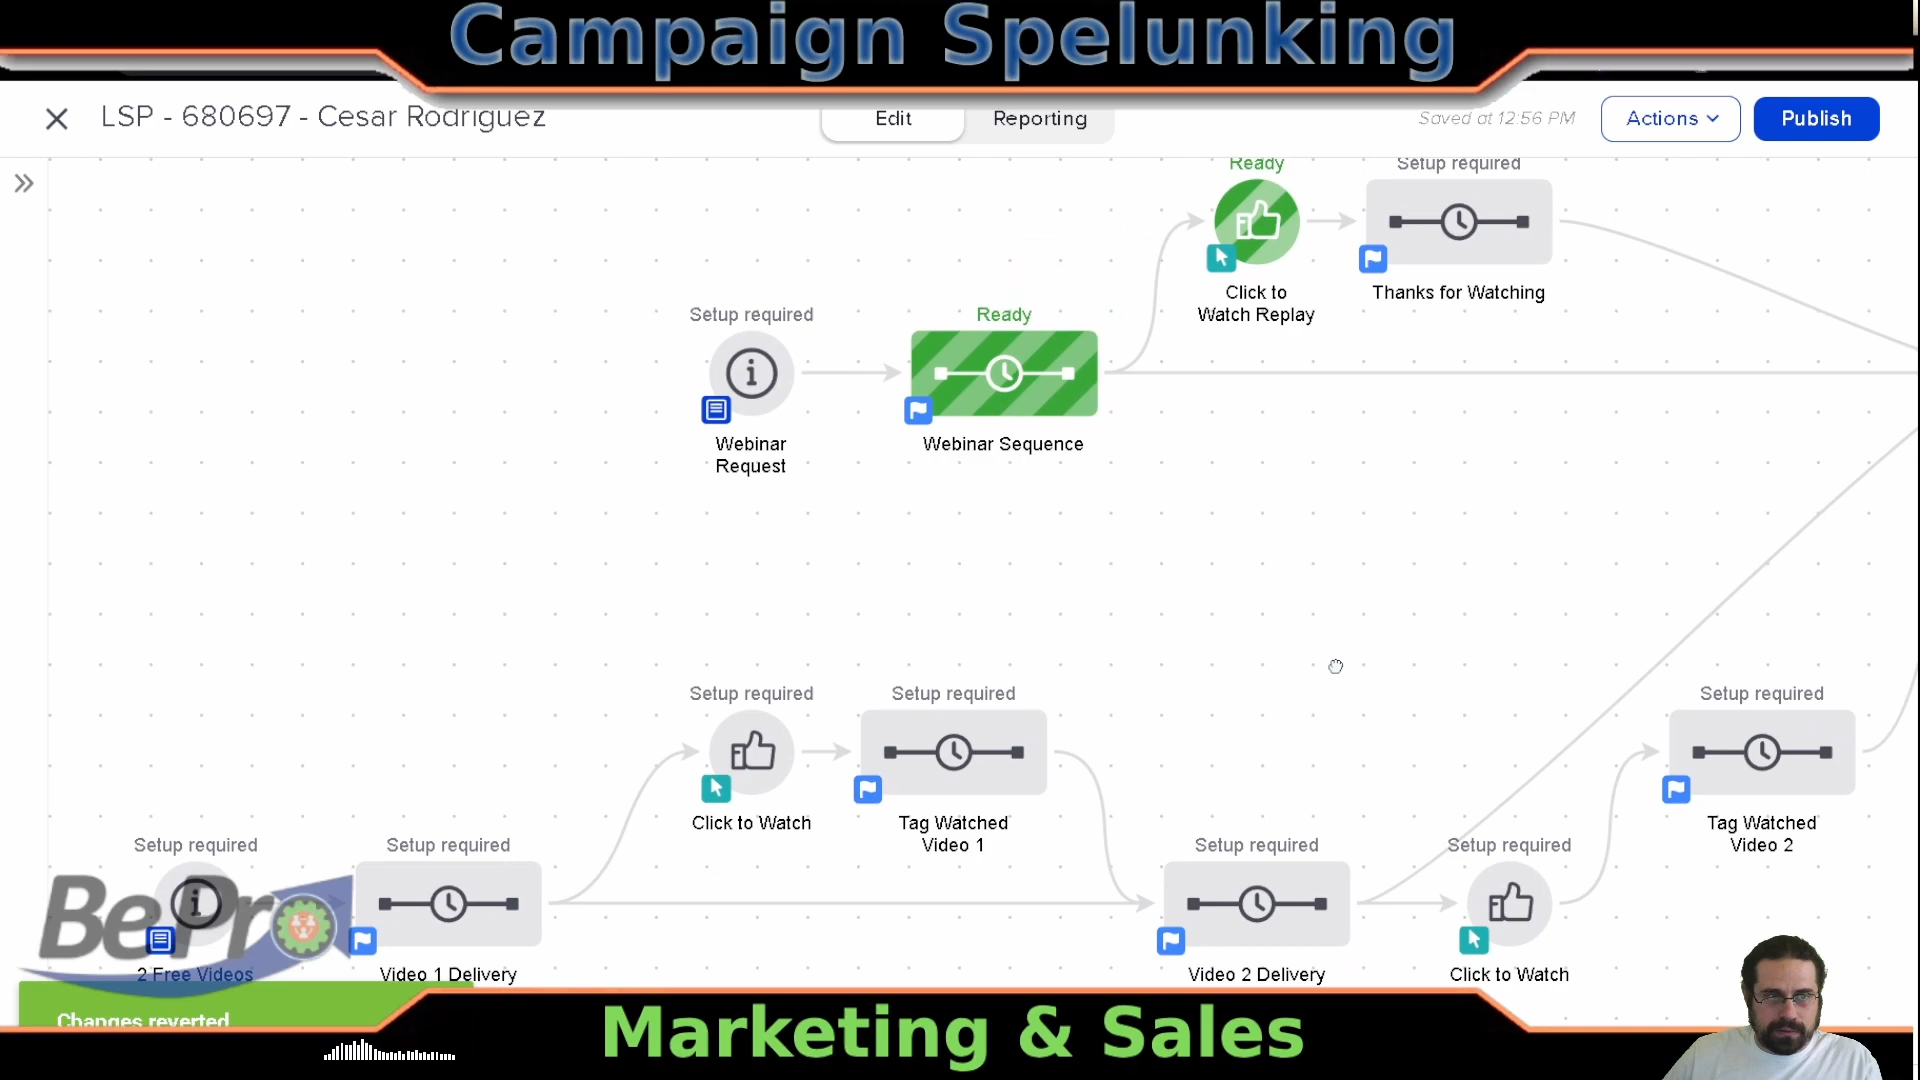 Campaign Spelunking
LSP - 680697 - Cesar Rodriguez
Edit
Reporting
Saved at 12:56 PM
Actions
Publish
Ready
Setup required
Click to
Watch Replay
Thanks for Watching
Setup required
Ready
Webinar
Request
Webinar Sequence
Setup required
Setup required
Setup required
Click to Watch
Tag Watched
Video 1
Tag Watched
Video 2
Setup required
Setup required
Setup required
Setup required
BePro
2 Free Videos
Video 1 Delivery
Video 2 Delivery
Click to Watch
Changes reverted
Marketing & Sales